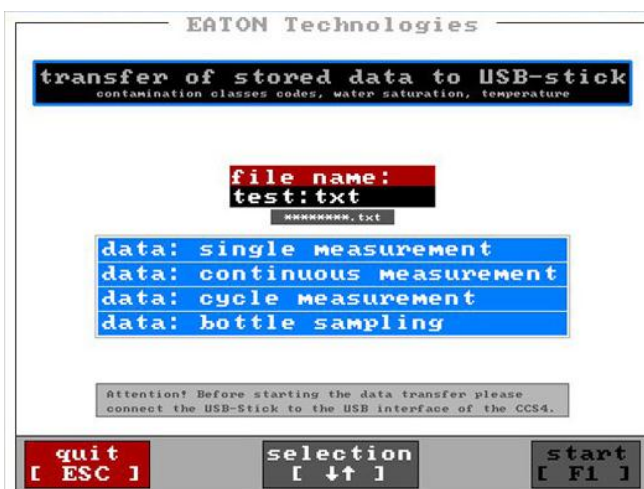 EATON Technologies
transfer of stored data to USB-stick
contamination classes codes, water saturation, temperature
file name:
test:txt
********.txt
data: single measurement
data: continuous measurement
data: cycle measurement
data: bottle sampling
Attention! Before starting the data transfer please
connect the USB-Stick to the USB interface of the CCS4.
quit
[ ESC ]
selection
[ ↓↑ ]
start
[ F1 ]